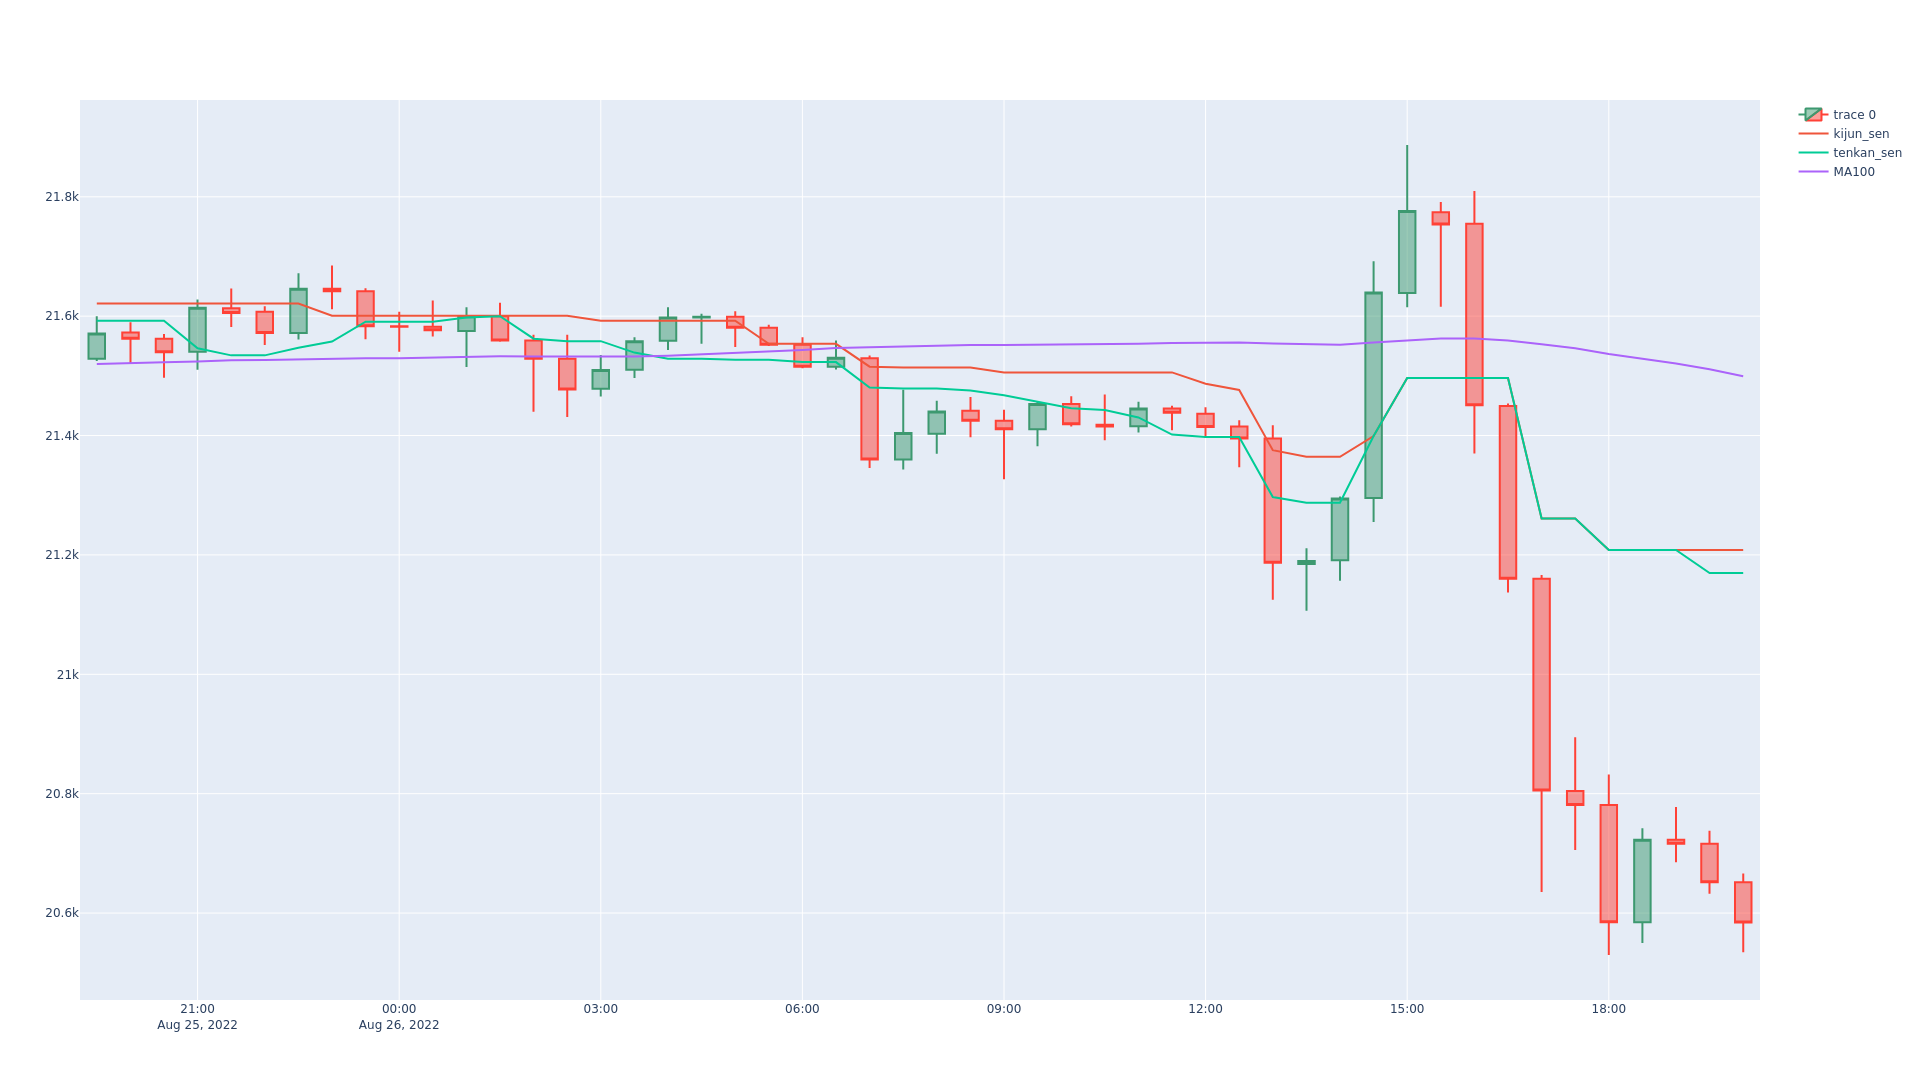 trace 0
kijun_sen
tenkan_sen
MA100
21.8k
21.6k
21.4k
21.2k
21k
20.8k
20.6k
21:00 00:00 03:00 06:00 09:00 12:00 15:00 18:00
Aug 25, 2022 Aug 26, 2022